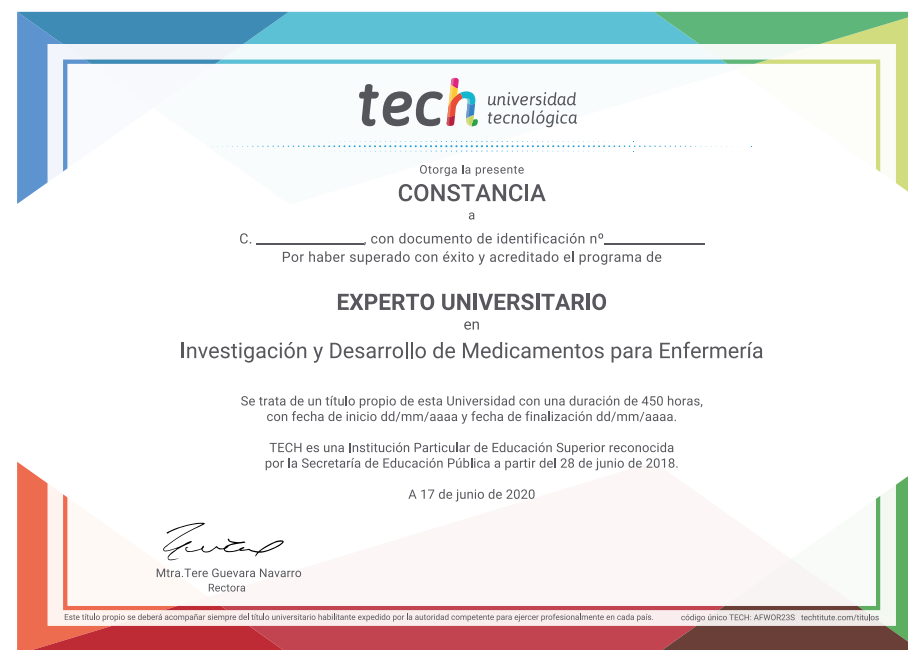 tech universidad
tecnológica
Otorga la presente
CONSTANCIA
a
C. ____________, con documento de identificación nº____________
Por haber superado con éxito y acreditado el programa de
EXPERTO UNIVERSITARIO
en
Investigación y Desarrollo de Medicamentos para Enfermería
Se trata de un título propio de esta Universidad con una duración de 450 horas,
con fecha de inicio dd/mm/aaaa y fecha de finalización dd/mm/aaaa.
TECH es una Institución Particular de Educación Superior reconocida
por la Secretaría de Educación Pública a partir del 28 de junio de 2018.
A 17 de junio de 2020
Mtra.Tere Guevara Navarro
Rectora
Este título propio se deberá acompañar siempre del título universitario habilitante expedido por la autoridad competente para ejercer profesionalmente en cada país. código único TECH: AFWOR23S techtitute.com/titulos